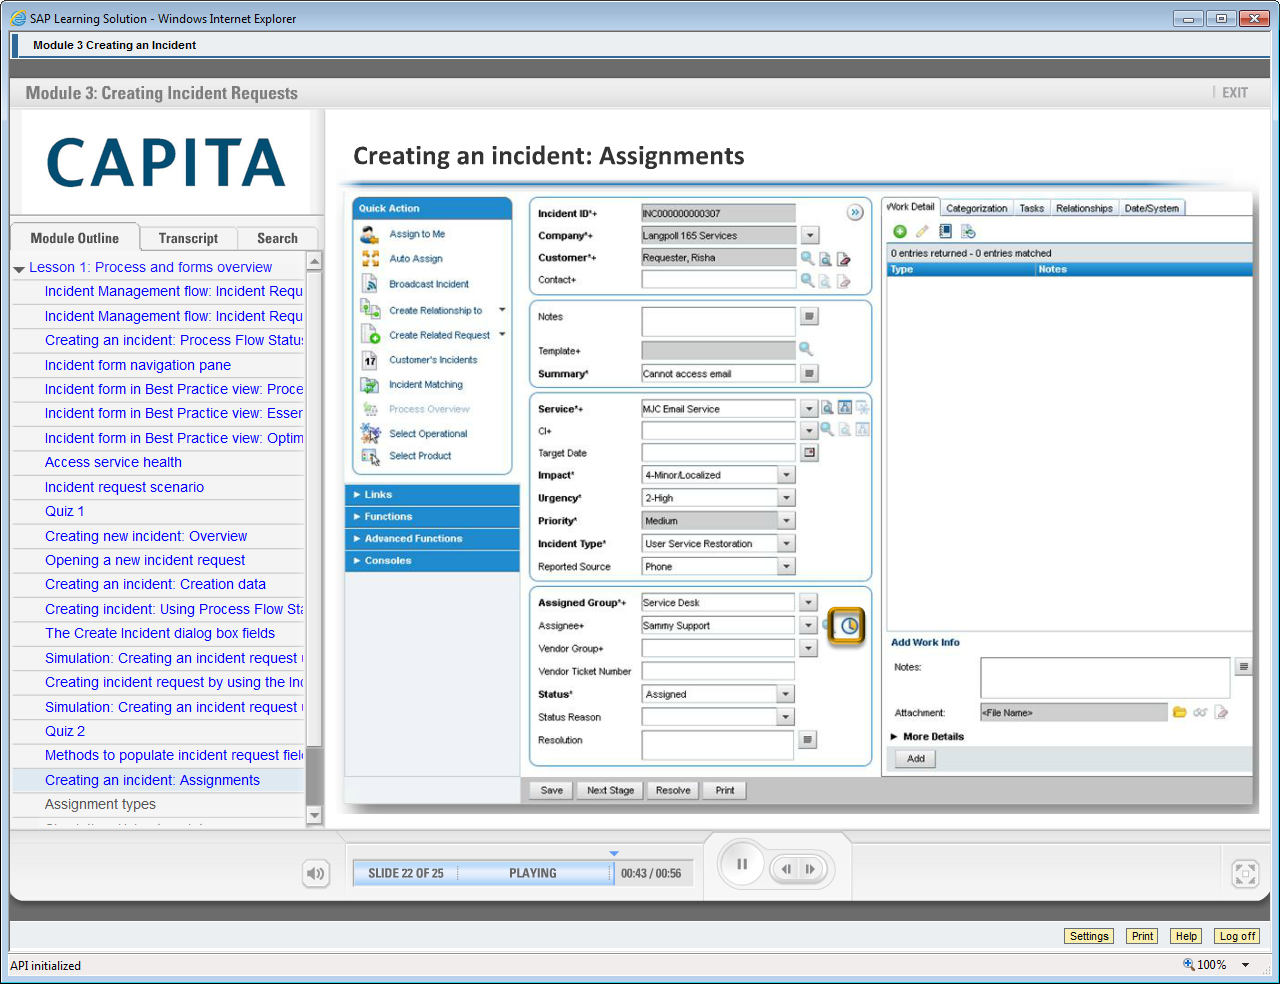 SAP Learning Solution - Windows Internet Explorer
Module 3 Creating an Incident
Module 3: Creating Incident Requests
EXIT
CAPITA
Module Outline
Transcript
Search
Lesson 1: Process and forms overview
Incident Management flow: Incident Requ
Incident Management flow: Incident Requ
Creating an incident: Process Flow Status
Incident form navigation pane
Incident form in Best Practice view: Proce
Incident form in Best Practice view: Essen
Incident form in Best Practice view: Optim
Access service health
Incident request scenario
Quiz 1
Creating new incident: Overview
Opening a new incident request
Creating an incident: Creation data
Creating incident: Using Process Flow Sta
The Create Incident dialog box fields
Simulation: Creating an incident request
Creating incident request by using the Inc
Simulation: Creating an incident request
Quiz 2
Methods to populate incident request field
Creating an incident: Assignments
Assignment types
Creating an incident: Assignments
Quick Action
Assign to Me
Auto Assign
Broadcast Incident
Create Relationship to
Create Related Request
17 Customer's Incidents
Incident Matching
Process Overview
Select Operational
Select Product
Links
Functions
Advanced Functions
Consoles
Incident ID*+ INC000000000307
Company*+ Langpoll 165 Services
Customer*+ Requester, Risha
Contact+
Notes
Template+
Summary* Cannot access email
Service*+ MJC Email Service
CI+
Target Date
Impact* 4-Minor/Localized
Urgency* 2-High
Priority* Medium
Incident Type* User Service Restoration
Reported Source Phone
Assigned Group*+ Service Desk
Assignee+ Sammy Support
Vendor Group+
Vendor Ticket Number
Status* Assigned
Status Reason
Resolution
Save Next Stage Resolve Print
Work Detail Categorization Tasks Relationships Date/System
0 entries returned - 0 entries matched
Type Notes
Add Work Info
Notes:
Attachment: <File Name>
More Details
Add
SLIDE 22 OF 25 PLAYING 00:43 / 00:56
Settings Print Help Log off
API initialized
100%